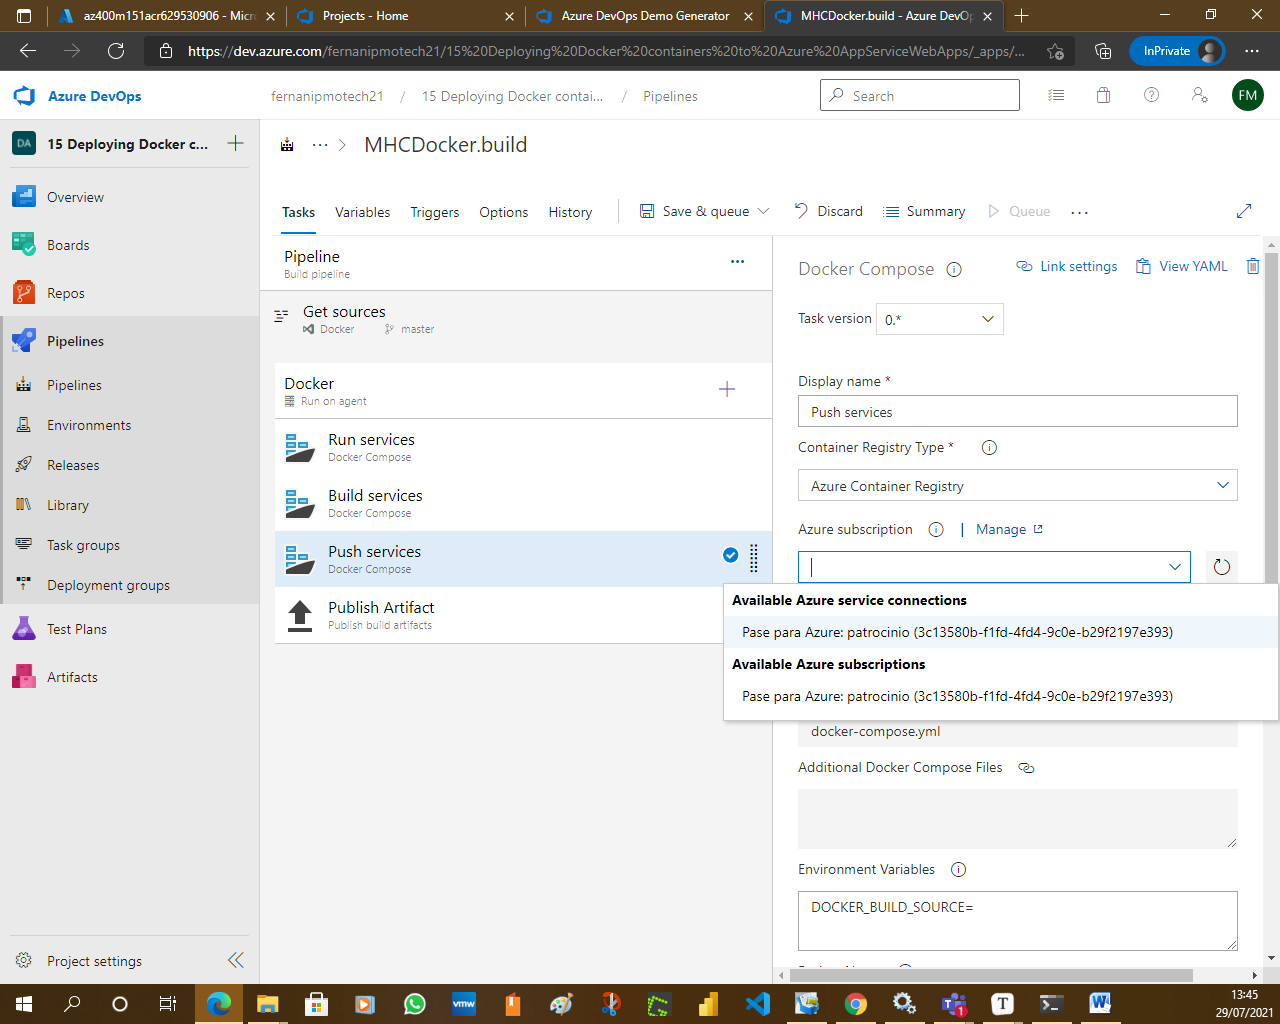 az400m151acr629530906 - Micr
Projects - Home
Azure DevOps Demo Generator
MHCDocker.build - Azure DevOp
https://dev.azure.com/fernanipmotech21/15%20Deploying%20Docker%20containers%20to%20Azure%20AppServiceWebApps/_apps/...
InPrivate
Azure DevOps
fernanipmotech21 / 15 Deploying Docker contai... / Pipelines
Search
FM
DA
15 Deploying Docker c...
MHCDocker.build
Overview
Boards
Repos
Pipelines
Pipelines
Environments
Releases
Library
Task groups
Deployment groups
Test Plans
Artifacts
Project settings
Tasks Variables Triggers Options History
Save & queue Discard Summary Queue
Pipeline
Build pipeline
Get sources
Docker master
Docker
Run on agent
Run services
Docker Compose
Build services
Docker Compose
Push services
Docker Compose
Publish Artifact
Publish build artifacts
Docker Compose
Link settings View YAML
Task version 0.*
Display name *
Push services
Container Registry Type *
Azure Container Registry
Azure subscription | Manage
Available Azure service connections
Pase para Azure: patrocinio (3c13580b-f1fd-4fd4-9c0e-b29f2197e393)
Available Azure subscriptions
Pase para Azure: patrocinio (3c13580b-f1fd-4fd4-9c0e-b29f2197e393)
docker-compose.yml
Additional Docker Compose Files
Environment Variables
DOCKER_BUILD_SOURCE=
vmw
1
T
W
13:45
29/07/2021